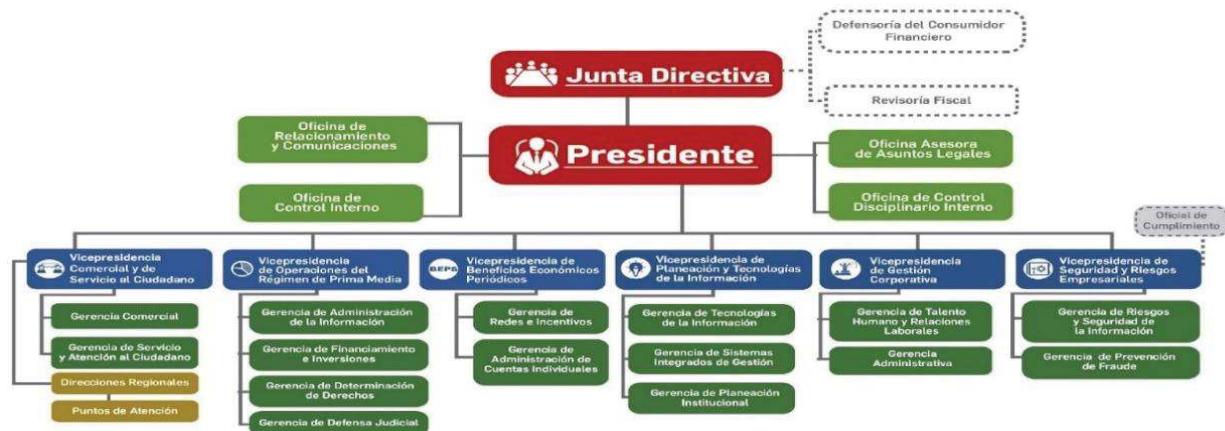 Defensoría del Consumidor
Financiero
Junta Directiva
Revisoría Fiscal
Oficina de
Relacionamiento
y Comunicaciones
Presidente
Oficina Asesora
de Asuntos Legales
Oficina de
Control Interno
Oficina de Control
Disciplinario Interno
Oficial de
Cumplimiento
Vicepresidencia
Comercial y de
Servicio al Ciudadano
Vicepresidencia
de Operaciones del
Régimen de Prima Media
BEPS
Vicepresidencia de
Beneficios Económicos
Periódicos
Vicepresidencia
de Planeación y Tecnologías
de la Información
Vicepresidencia
de Gestión
Corporativa
Vicepresidencia de
Seguridad y Riesgos
Empresariales
Gerencia Comercial
Gerencia de Servicio
y Atención al Ciudadano
Direcciones Regionales
Puntos de Atención
Gerencia de Administración
de la Información
Gerencia de Financiamiento
e Inversiones
Gerencia de Determinación
de Derechos
Gerencia de Defensa Judicial
Gerencia de
Redes e Incentivos
Gerencia de
Administración de
Cuentas Individuales
Gerencia de Tecnologías
de la Información
Gerencia de Sistemas
Integrados de Gestión
Gerencia de Planeación
Institucional
Gerencia de Talento
Humano y Relaciones
Laborales
Gerencia
Administrativa
Gerencia de Riesgos
y Seguridad de
la Información
Gerencia de Prevención
de Fraude